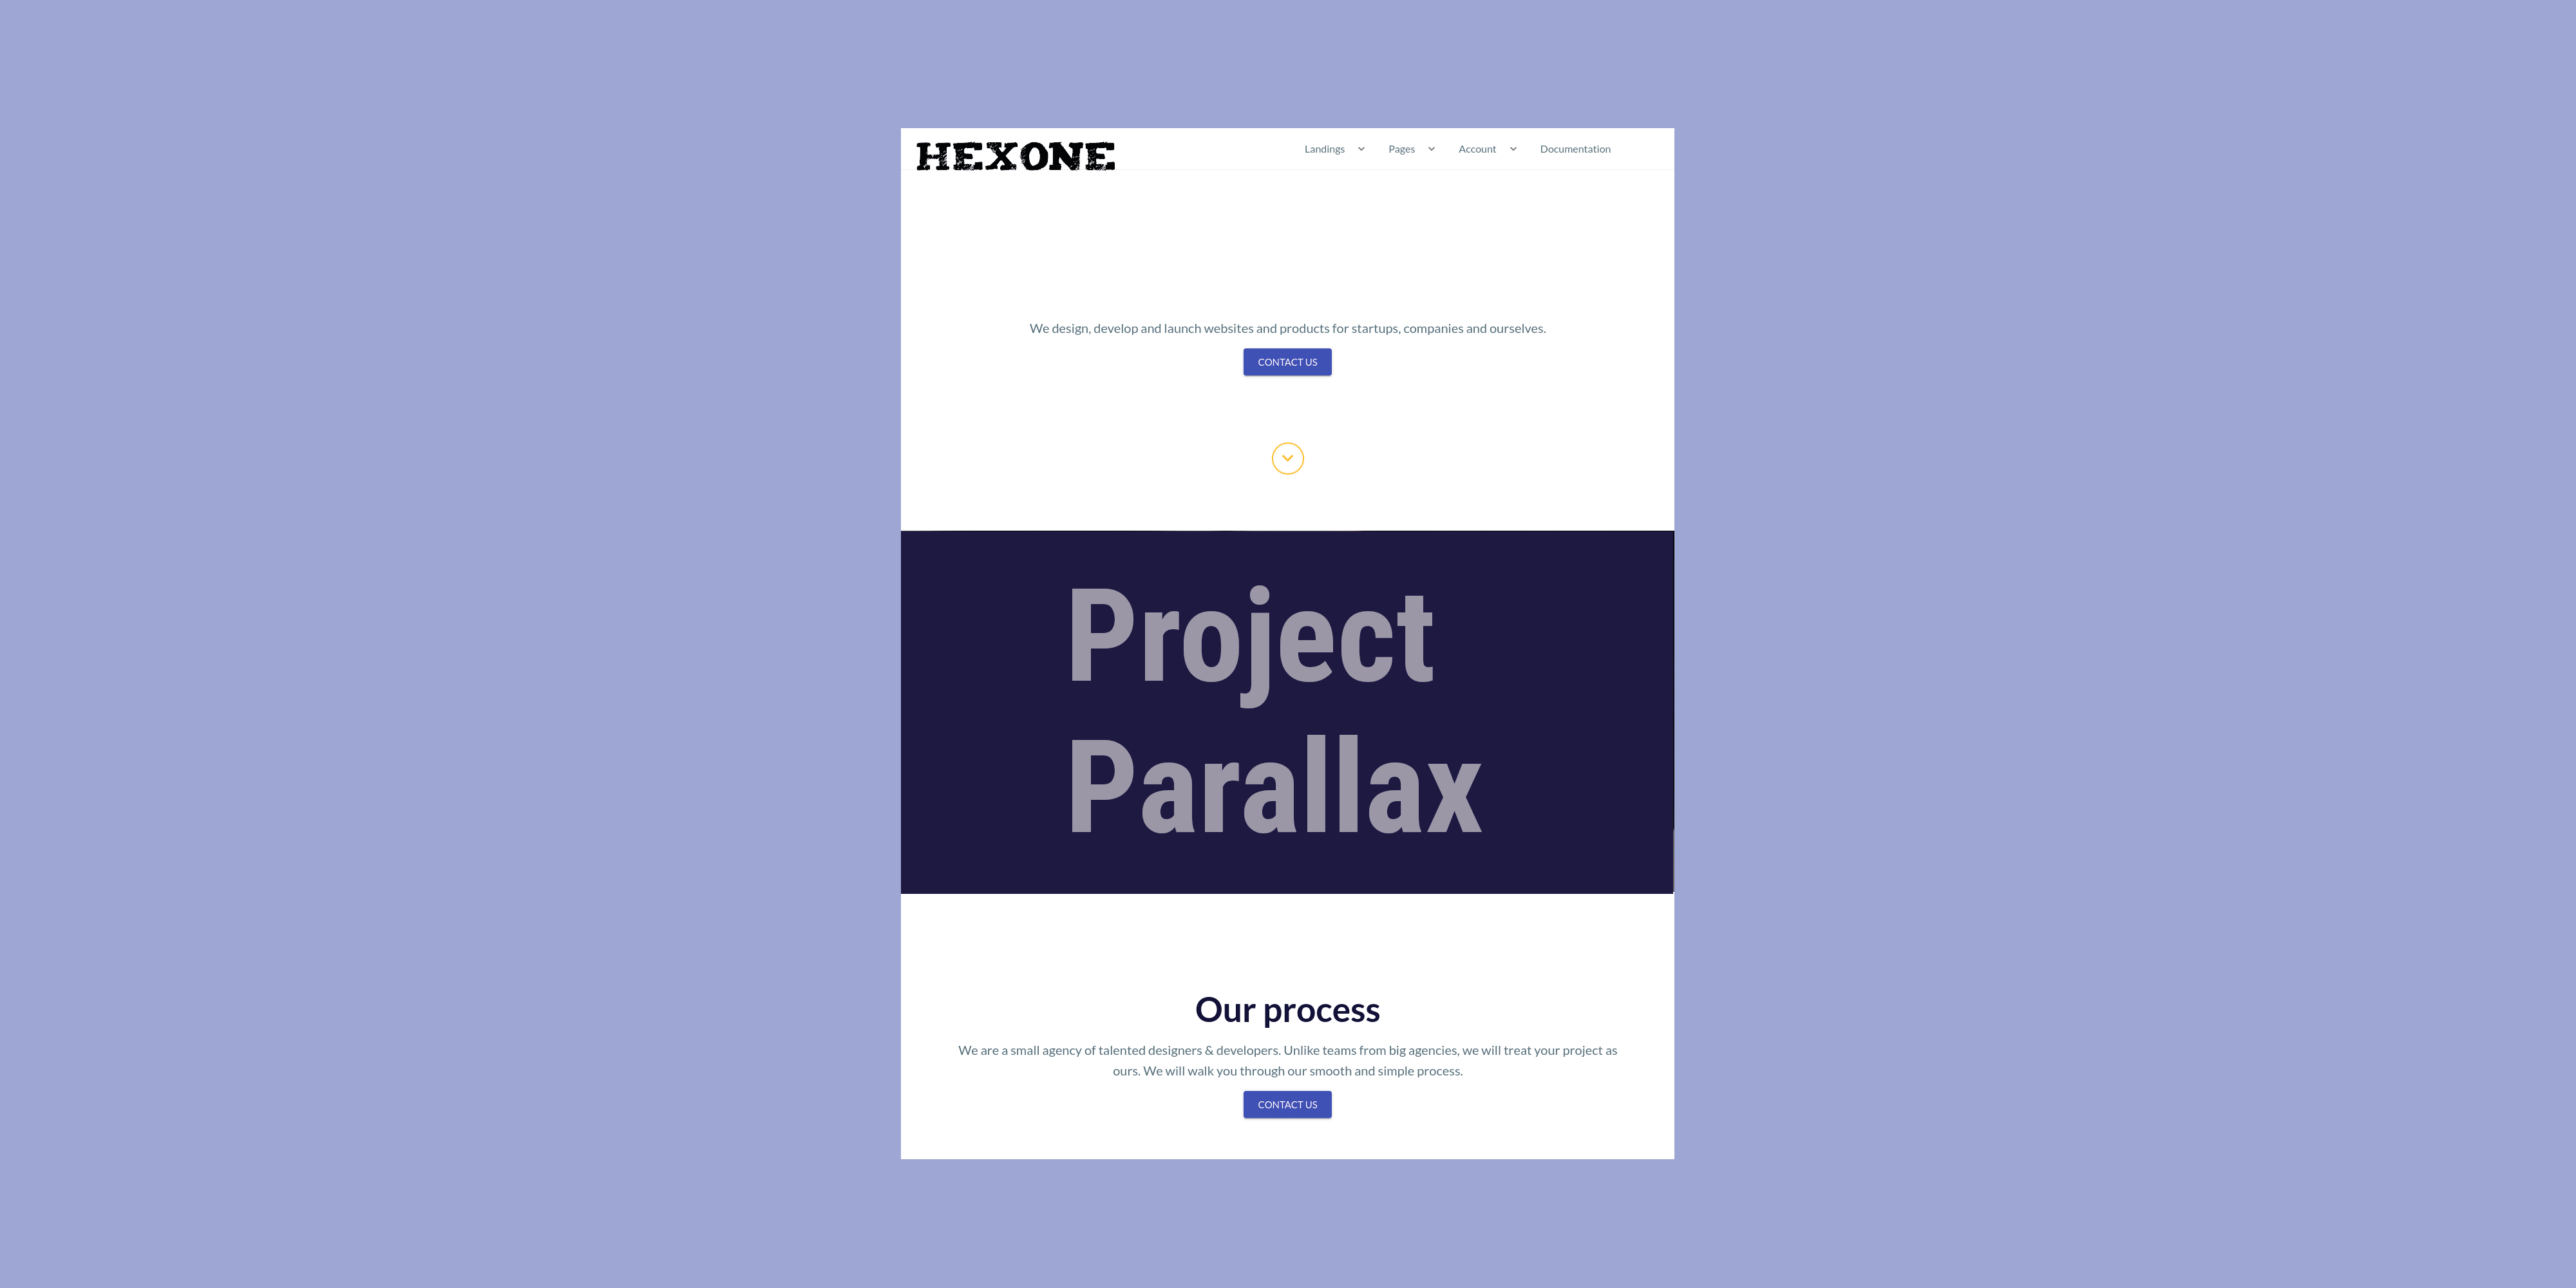 HEXONE
Landings Pages Account Documentation
We design, develop and launch websites and products for startups, companies and ourselves.
CONTACT US
Project
Parallax
Our process
We are a small agency of talented designers & developers. Unlike teams from big agencies, we will treat your project as
ours. We will walk you through our smooth and simple process.
CONTACT US